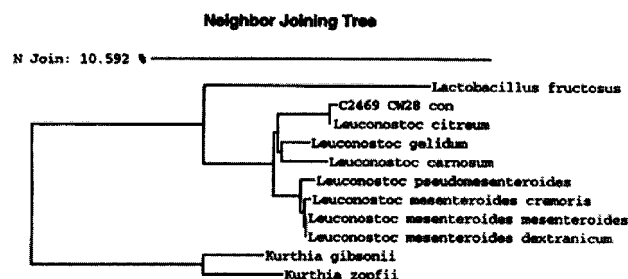 Neighbor Joining Tree
N Join: 10.592 %
Lactobacillus fructosus
C2469 CW28 con
Leuconostoc citreum
Leuconostoc gelidum
Leuconostoc carnosum
Leuconostoc pseudomesenteroides
Leuconostoc mesenteroides cremoris
Leuconostoc mesenteroides mesenteroides
Leuconostoc mesenteroides dextranicum
Kurthia gibsonii
Kurthia zopfii